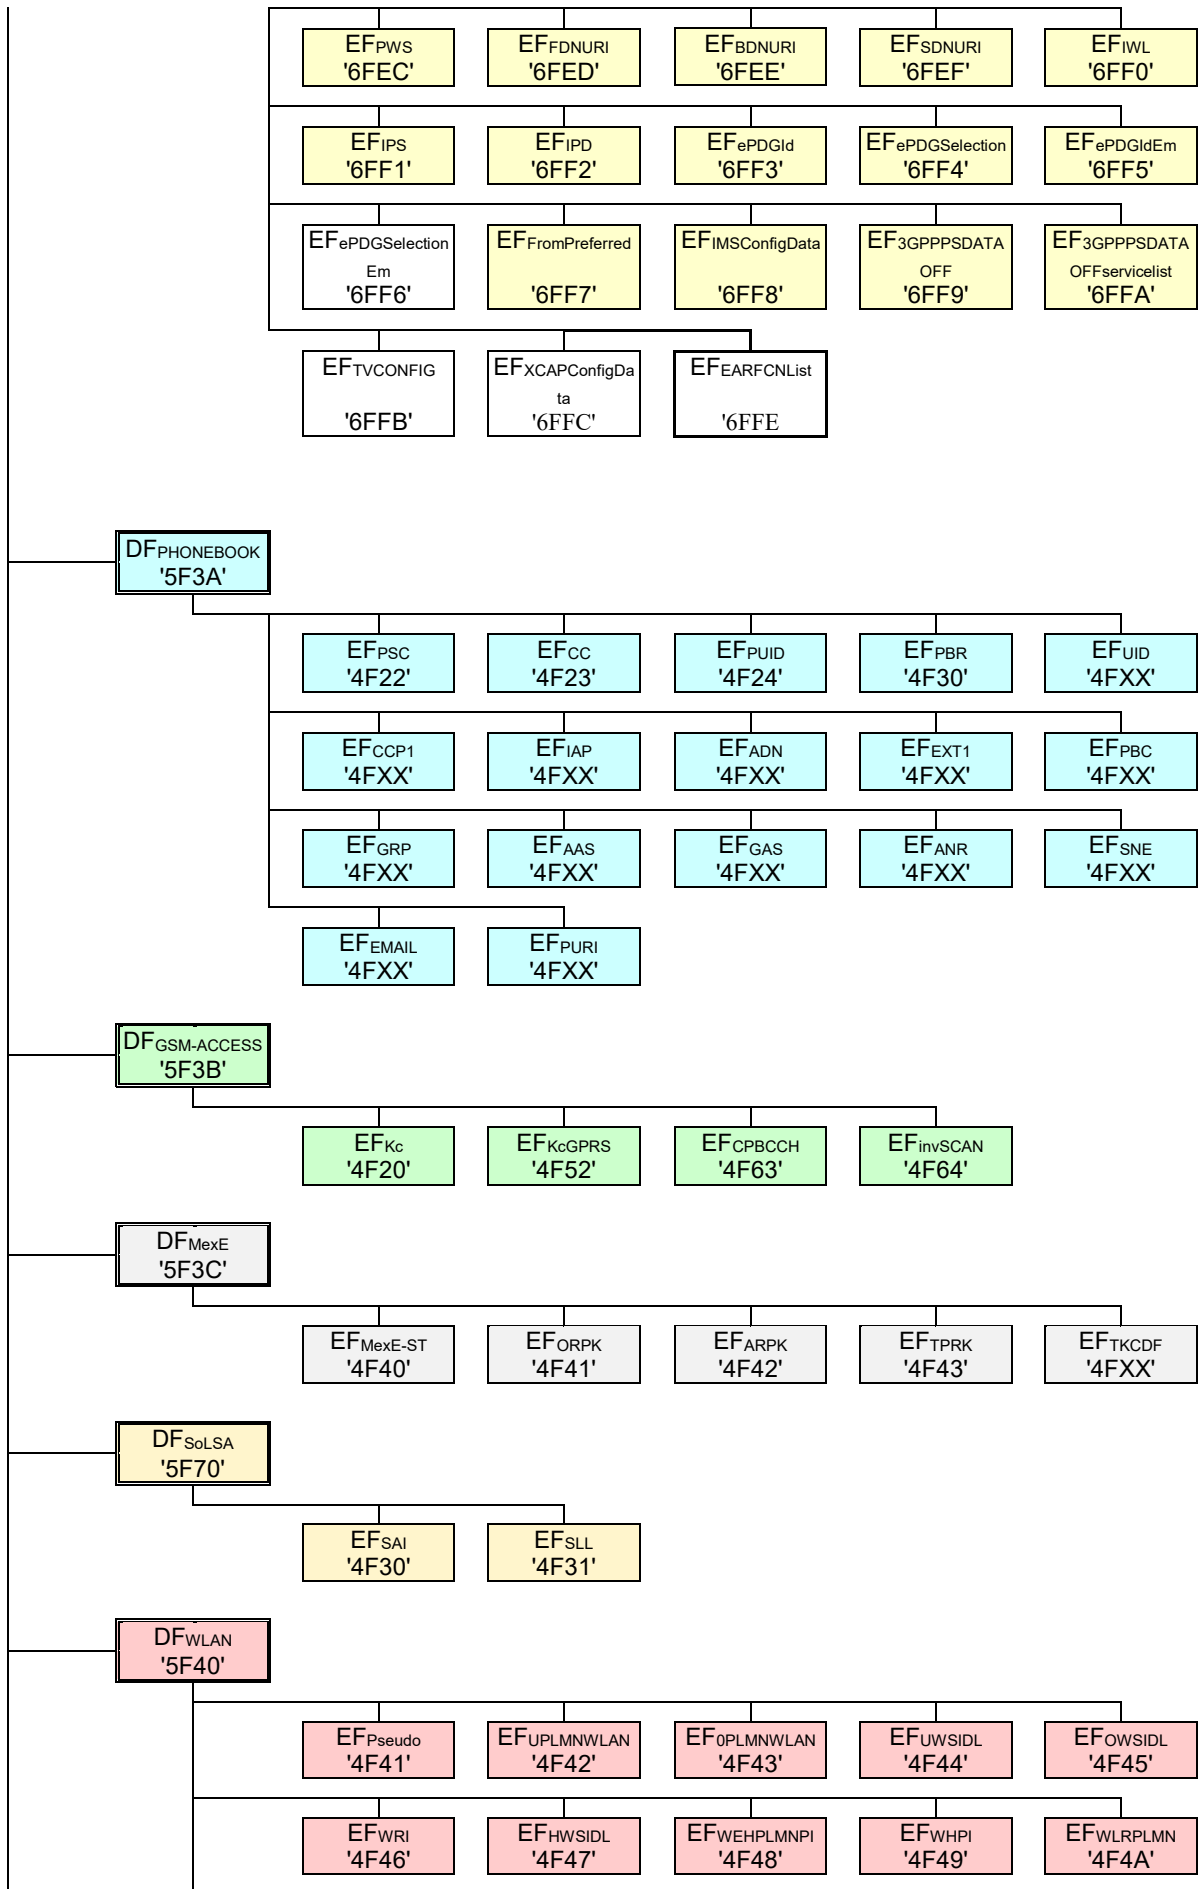 EFPWS EFFDNURI EFBDNURI EFSDNURI EFIWL
'6FEC' '6FED' '6FEE' '6FEF' '6FF0'
EFIPS EFIPD EFePDGId EFePDGSelection EFePDGIdEm
'6FF1' '6FF2' '6FF3' '6FF4' '6FF5'
EFePDGSelection EFFromPreferred EFIMSConfigData EF3GPPPSDATA EF3GPPPSDATA
Em OFF OFFservicelist
'6FF6' '6FF7' '6FF8' '6FF9' '6FFA'
EFTVCONFIG EFXCAPConfigDa EFEARFCNList
ta
'6FFB' '6FFC' '6FFE
DFPHONEBOOK
'5F3A'
EFPSC EFCC EFPUID EFPBR EFUID
'4F22' '4F23' '4F24' '4F30' '4FXX'
EFCCP1 EFIAP EFADN EFEXT1 EFPBC
'4FXX' '4FXX' '4FXX' '4FXX' '4FXX'
EFGRP EFAAS EFGAS EFANR EFSNE
'4FXX' '4FXX' '4FXX' '4FXX' '4FXX'
EFEMAIL EFPURI
'4FXX' '4FXX'
DFGSM-ACCESS
'5F3B'
EFKc EFKcGPRS EFCPBCCH EFinvSCAN
'4F20' '4F52' '4F63' '4F64'
DFMexE
'5F3C'
EFMexE-ST EFORPK EFARPK EFTPRK EFTKCDF
'4F40' '4F41' '4F42' '4F43' '4FXX'
DFSoLSA
'5F70'
EFSAI EFSLL
'4F30' '4F31'
DFWLAN
'5F40'
EFPseudo EFUPLMNWLAN EF0PLMNWLAN EFUWSIDL EFOWSIDL
'4F41' '4F42' '4F43' '4F44' '4F45'
EFWRI EFHWSIDL EFWEHPLMNPI EFWHPI EFWLRPLMN
'4F46' '4F47' '4F48' '4F49' '4F4A'